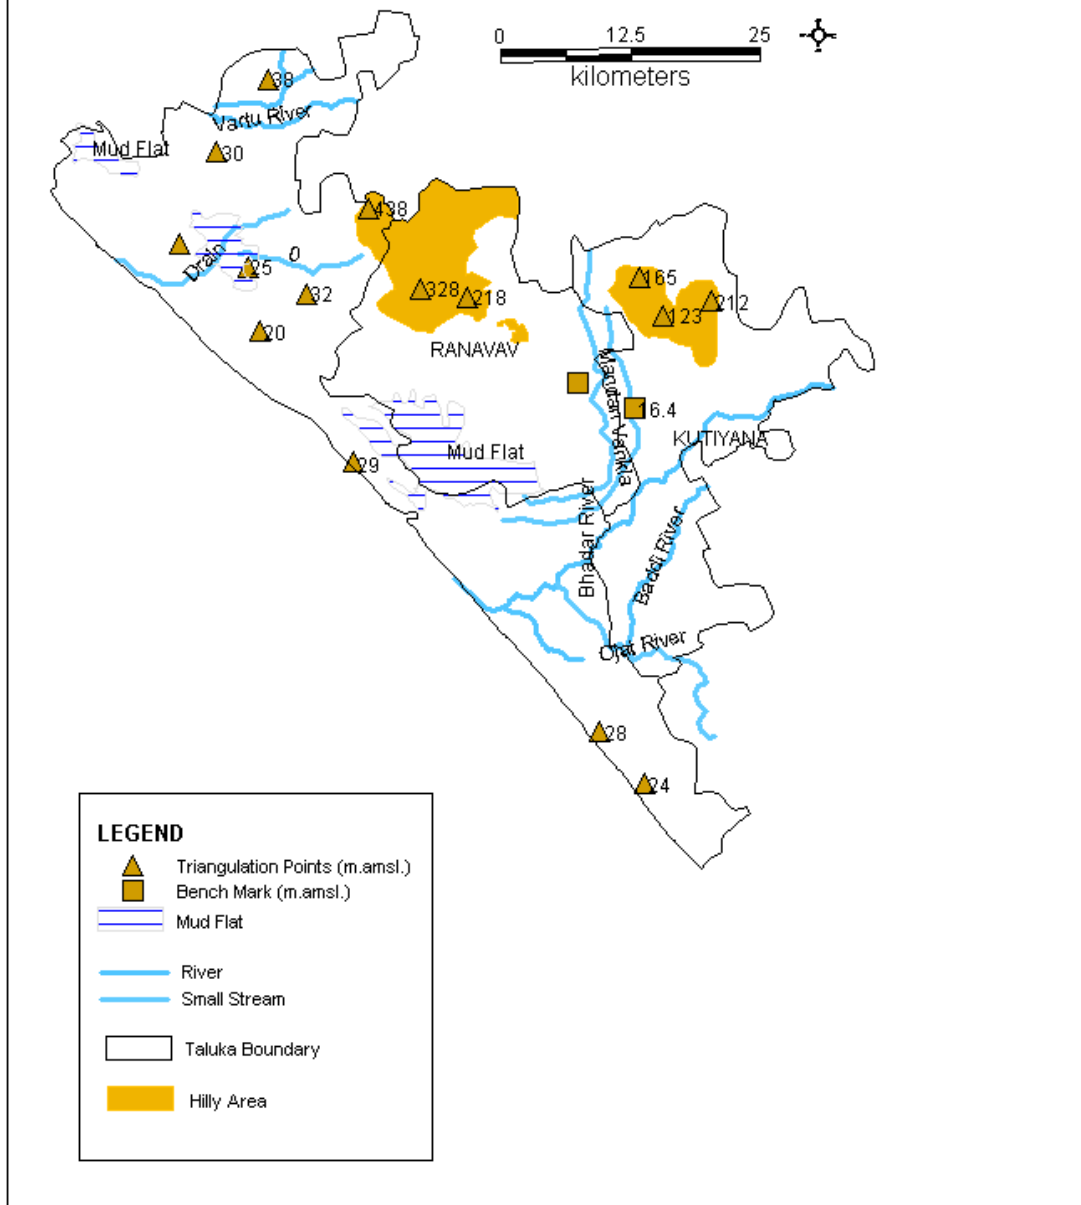 0 12.5 25
kilometers
38
Vartu River
Mud Flat
30
438
Drain
0
25
32
20
328
218
165
212
123
RANAVAV
16.4
KUTIYANA
Mud Flat
29
Bhadar River
Baddi River
Ojat River
28
24
LEGEND
Triangulation Points (m.amsl.)
Bench Mark (m.amsl.)
Mud Flat
River
Small Stream
Taluka Boundary
Hilly Area